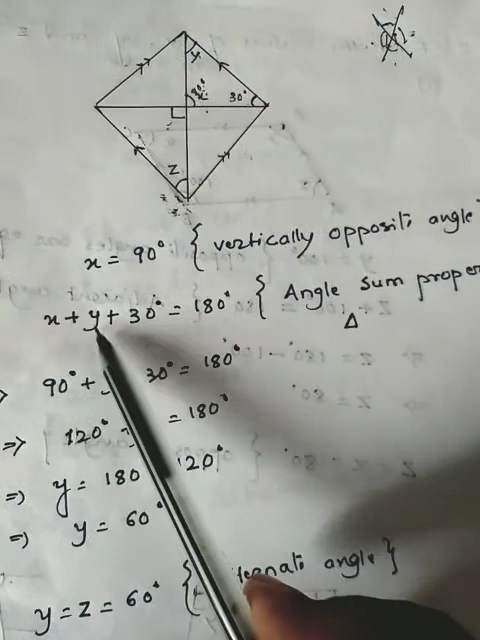 y
90°
x
30°
z
x = 90° { vertically oppositi angle
x + y + 30° = 180° { Angle sum proper
Δ
90° + 30° = 180°
=> 120° = 180°
=> y = 180 120°
=> y = 60°
y = z = 60° { angle }